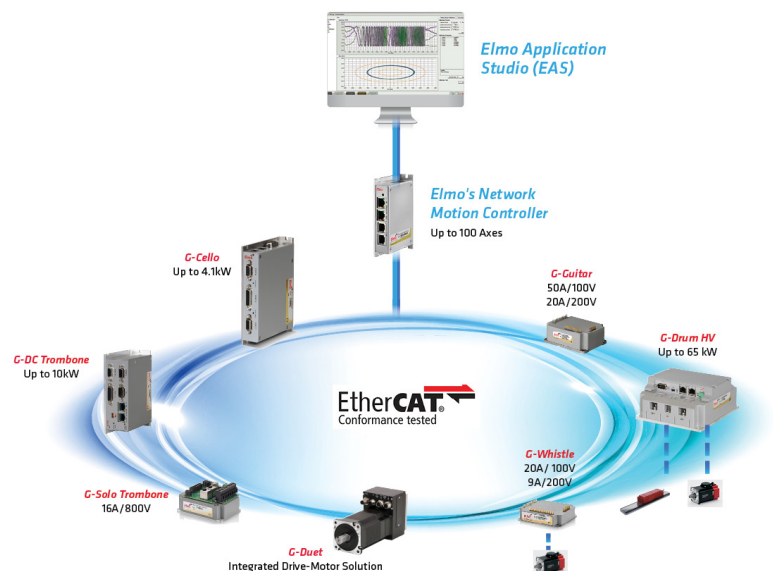 Elmo Application
Studio (EAS)
Elmo's Network
Motion Controller
Up to 100 Axes
G-Cello
Up to 4.1kW
G-Guitar
50A/100V
20A/200V
G-DC Trombone
Up to 10kW
G-Drum HV
Up to 65 kW
EtherCAT®
Conformance tested
G-Whistle
20A/ 100V
9A/200V
G-Solo Trombone
16A/800V
G-Duet
Integrated Drive-Motor Solution